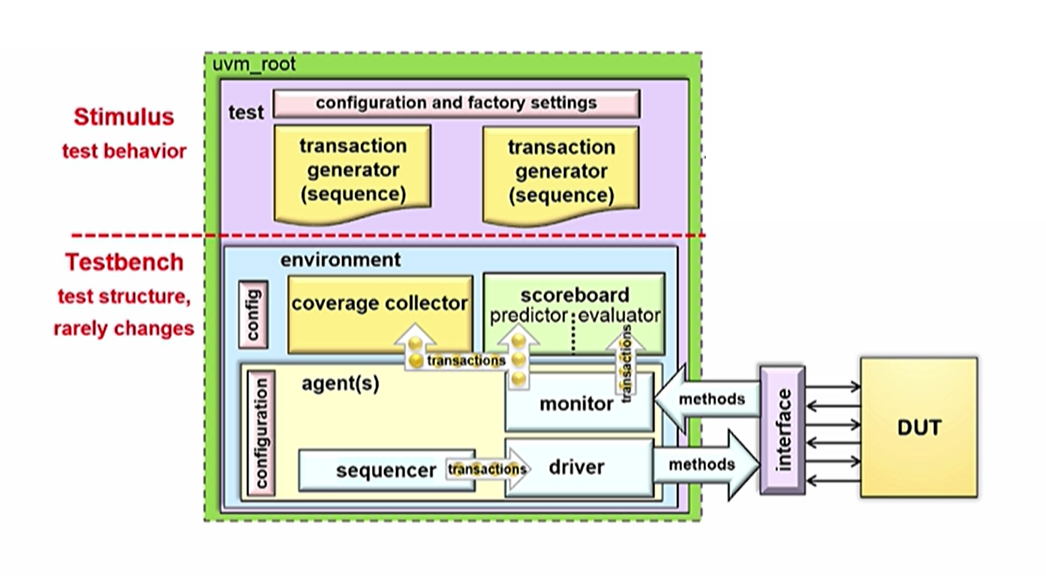 uvm_root
Stimulus
test behavior
test
configuration and factory settings
transaction
generator
(sequence)
transaction
generator
(sequence)
Testbench
test structure,
rarely changes
environment
config
coverage collector
scoreboard
predictor evaluator
transactions
transactions
configuration
agent(s)
monitor
methods
sequencer
transactions
driver
methods
interface
DUT